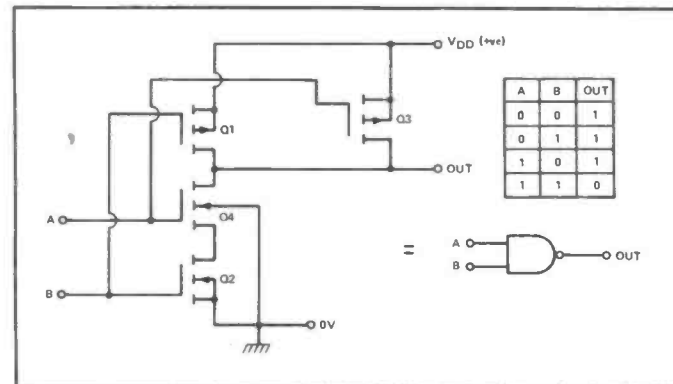 VDD (+ve)
Q1
Q3
OUT
A
Q4
B
Q2
0V
A B OUT
0 0 1
0 1 1
1 0 1
1 1 0
=
A
B
OUT